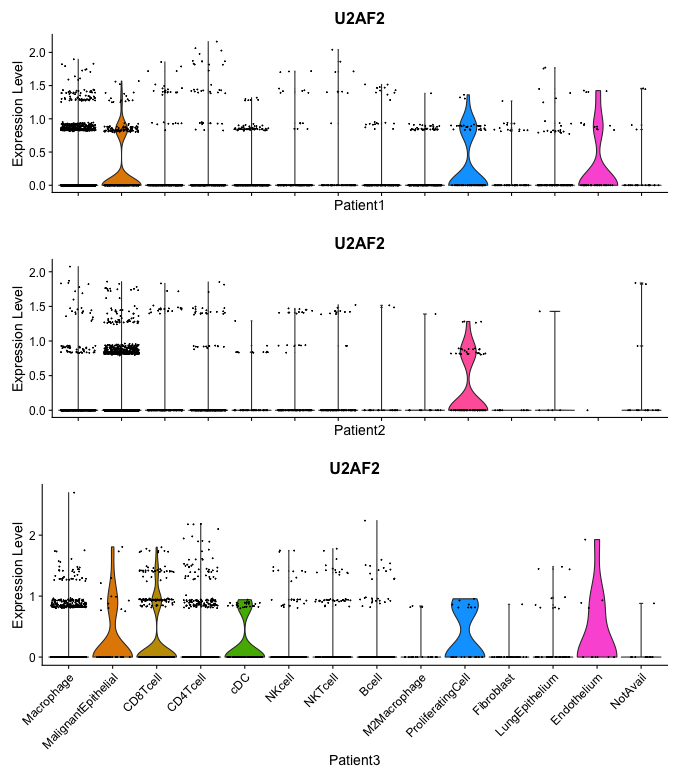 U2AF2
Expression Level
2.0
1.5
1.0
0.5
0.0
Patient1
U2AF2
Expression Level
2.0
1.5
1.0
0.5
0.0
Patient2
U2AF2
Expression Level
2
1
0
Macrophage
MalignantEpithelial
CD8Tcell
CD4Tcell
cDC
NKcell
NKTcell
Bcell
M2Macrophage
ProliferatingCell
Fibroblast
LungEpithelium
Endothelium
NotAvail
Patient3